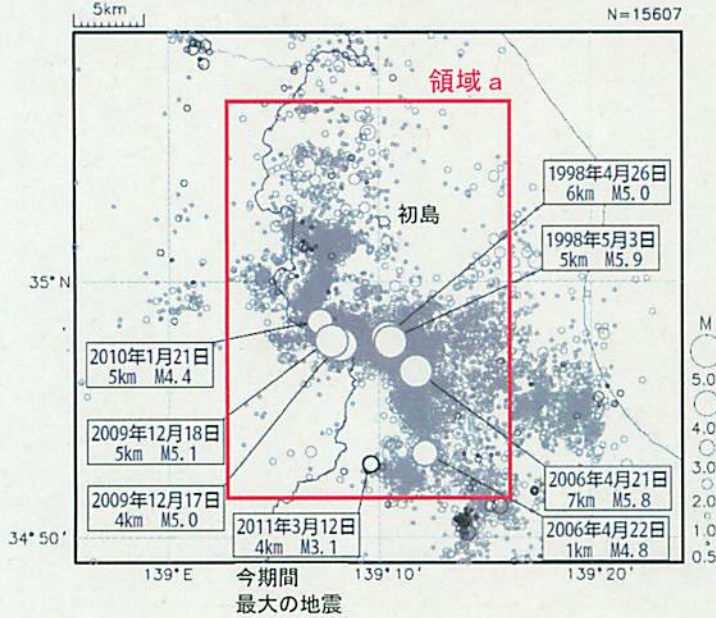 5km
N=15607
領域 a
1998年4月26日
6km M5.0
初島
1998年5月3日
5km M5.9
35°N
M
2010年1月21日
5km M4.4
5.0
2009年12月18日
5km M5.1
4.0
3.0
2009年12月17日
4km M5.0
2006年4月21日
7km M5.8
2.0
2011年3月12日
4km M3.1
2006年4月22日
1km M4.8
1.0
34°50'
0.5
139°E
139°10'
139°20'
今期間
最大の地震